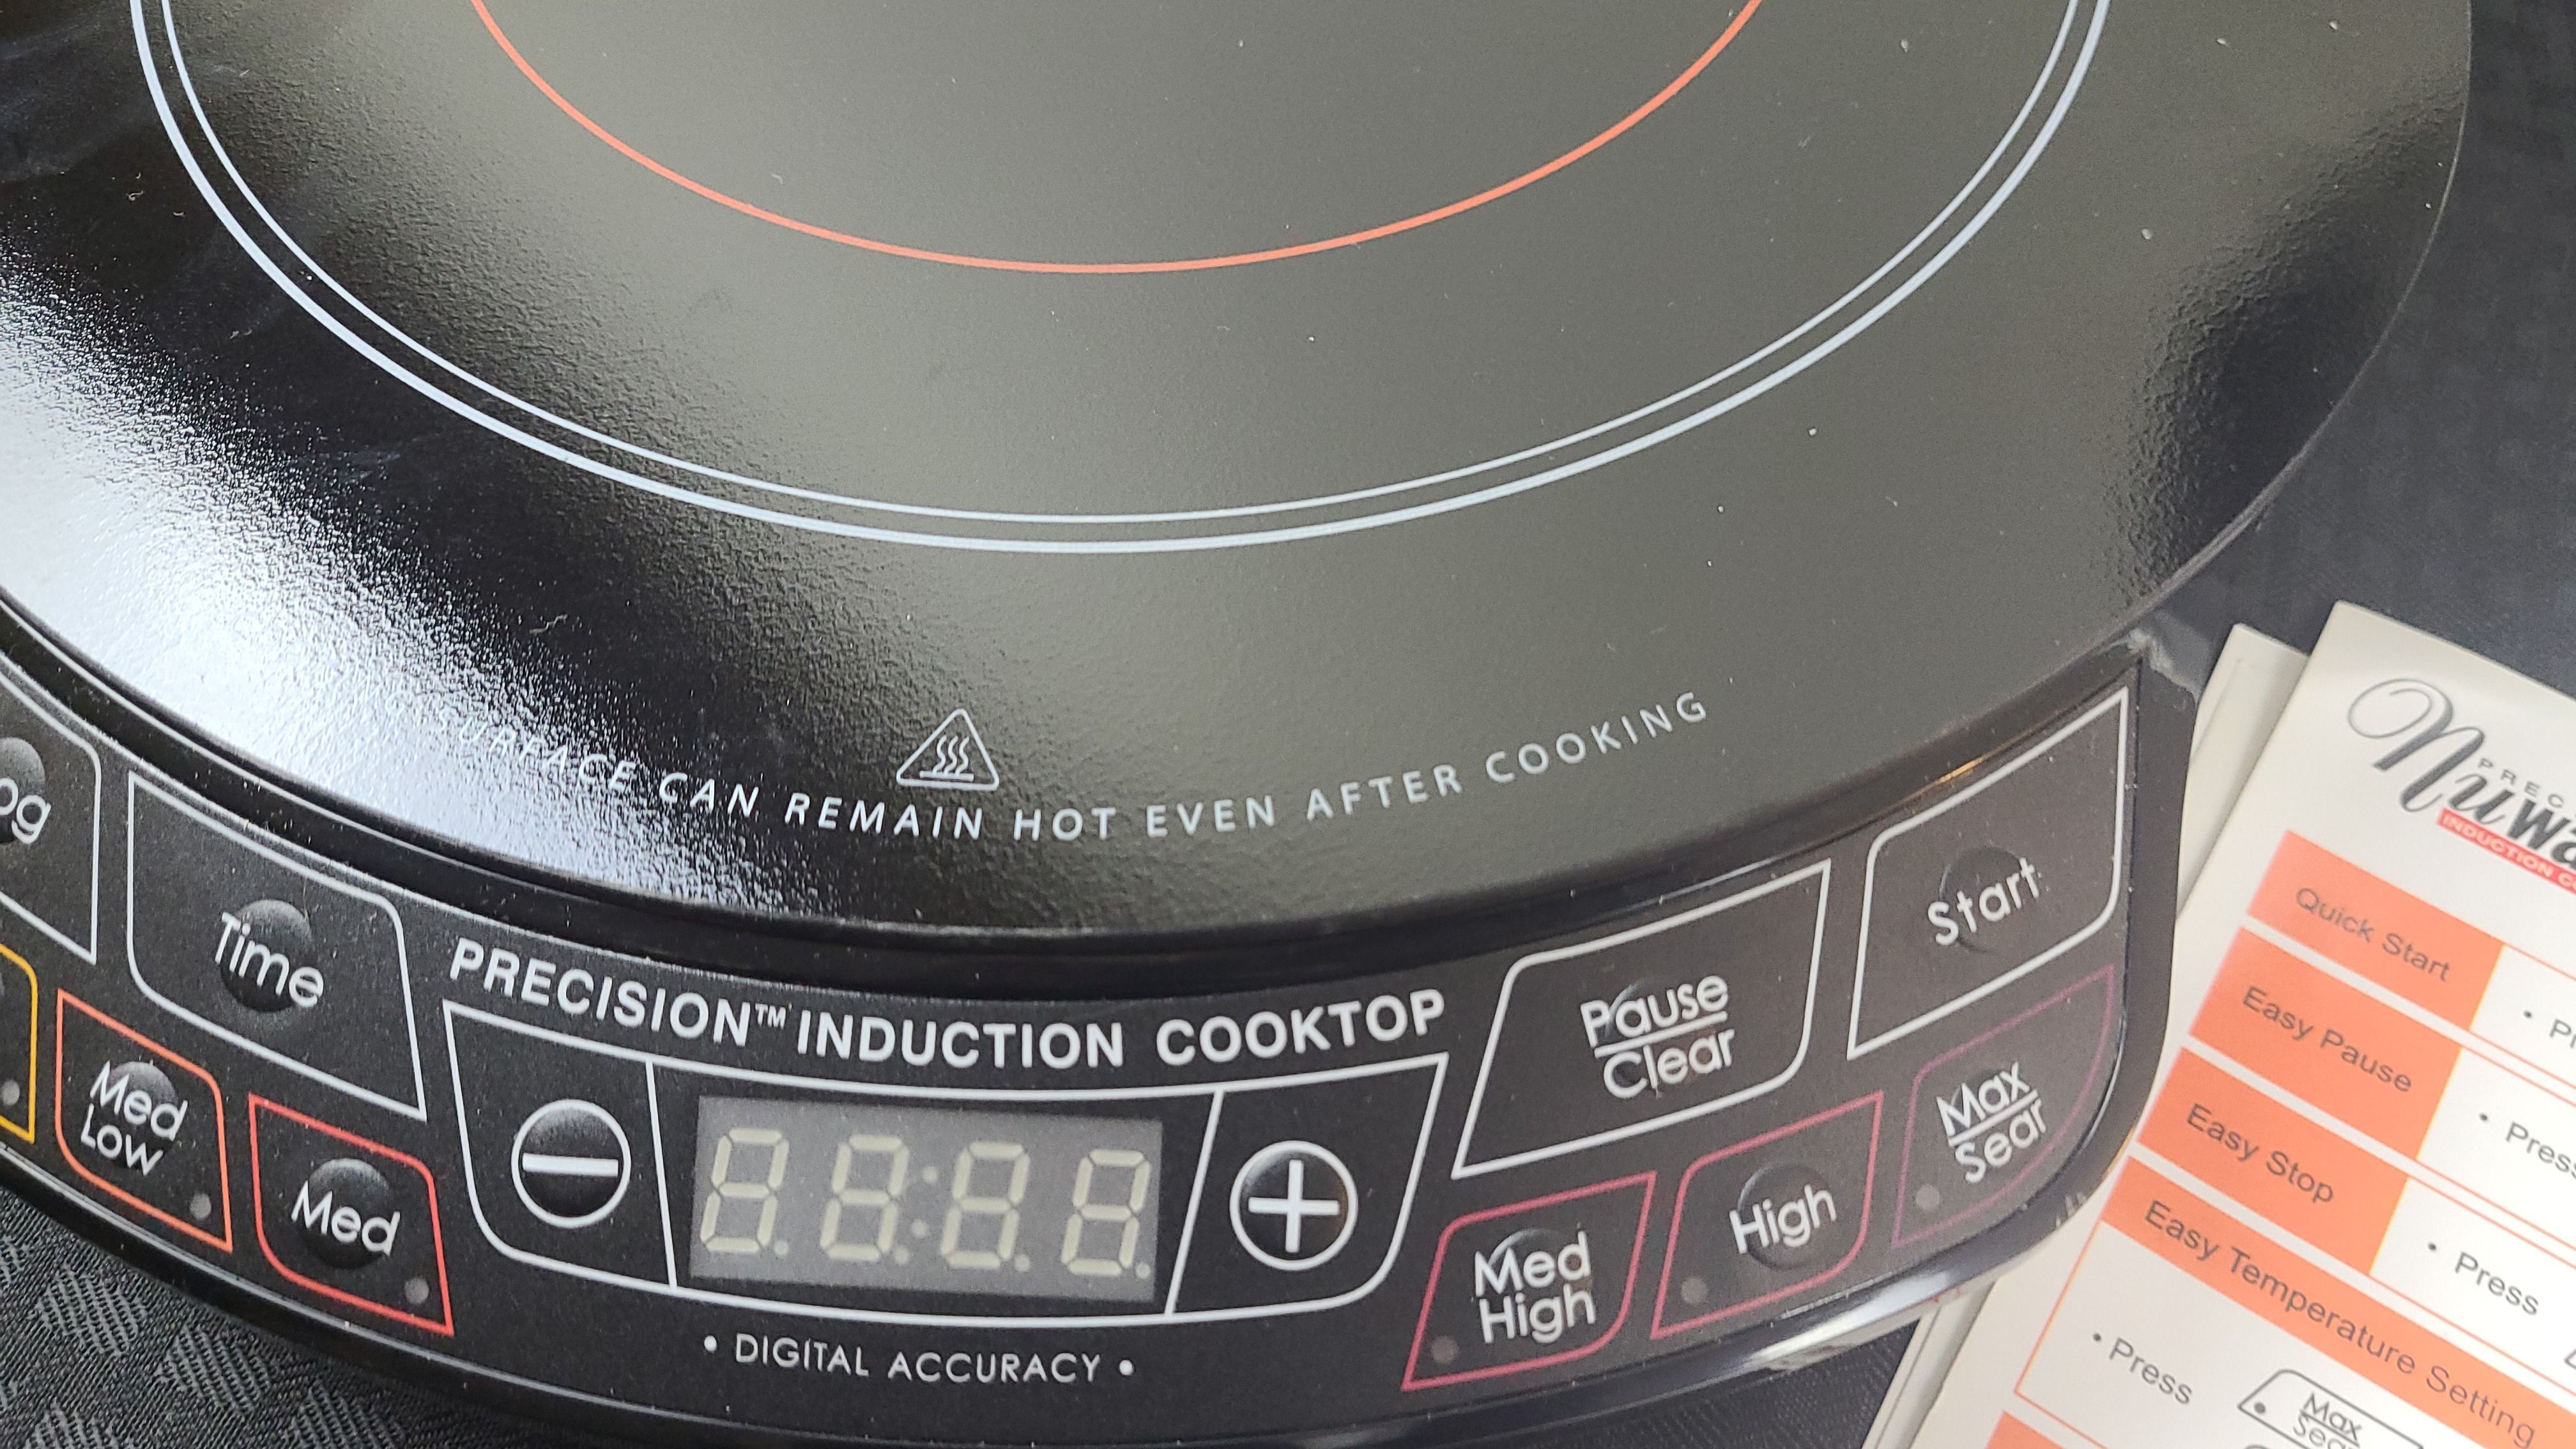 SURFACE CAN REMAIN HOT EVEN AFTER COOKING
Time
PRECISION™ INDUCTION COOKTOP
Pause
Clear
Start
Med
Low
Med
Med
High
High
Max
Sear
• DIGITAL ACCURACY •
Quick Start
Easy Pause
• Press
Easy Stop
• Press
Easy Temperature Setting
• Press
Max